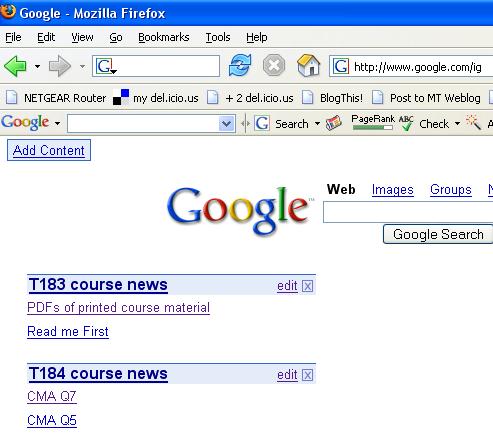 Google - Mozilla Firefox
File Edit View Go Bookmarks Tools Help
G G http://www.google.com/ig
NETGEAR Router my del.icio.us + 2 del.icio.us BlogThis! Post to MT Weblog
Google G Search PageRank ABC Check A
Add Content
Web Images Groups N
Google™
Google Search
T183 course news edit X
PDFs of printed course material
Read me First
T184 course news edit X
CMA Q7
CMA Q5